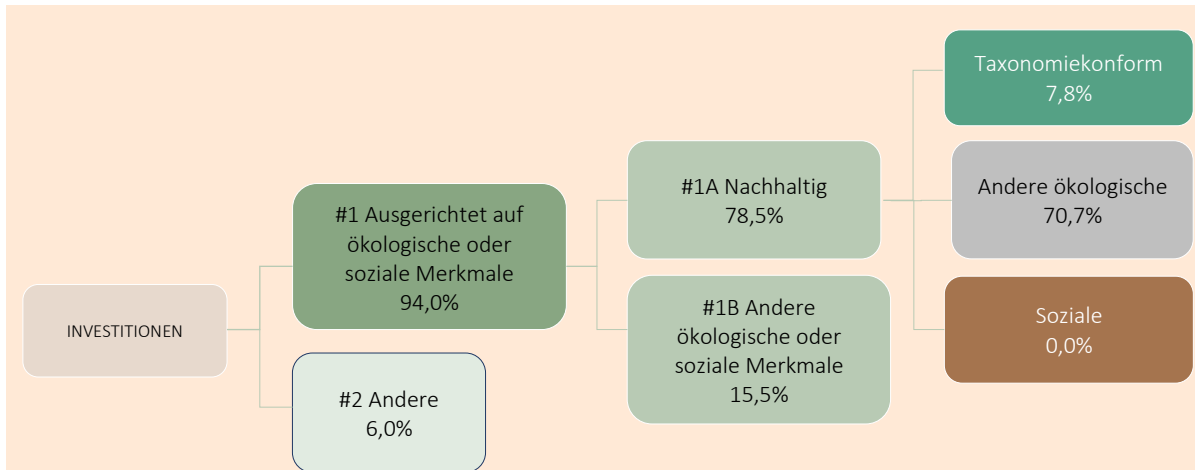 INVESTITIONEN
#1 Ausgerichtet auf
ökologische oder
soziale Merkmale
94,0%
#2 Andere
6,0%
#1A Nachhaltig
78,5%
#1B Andere
ökologische oder
soziale Merkmale
15,5%
Taxonomiekonform
7,8%
Andere ökologische
70,7%
Soziale
0,0%